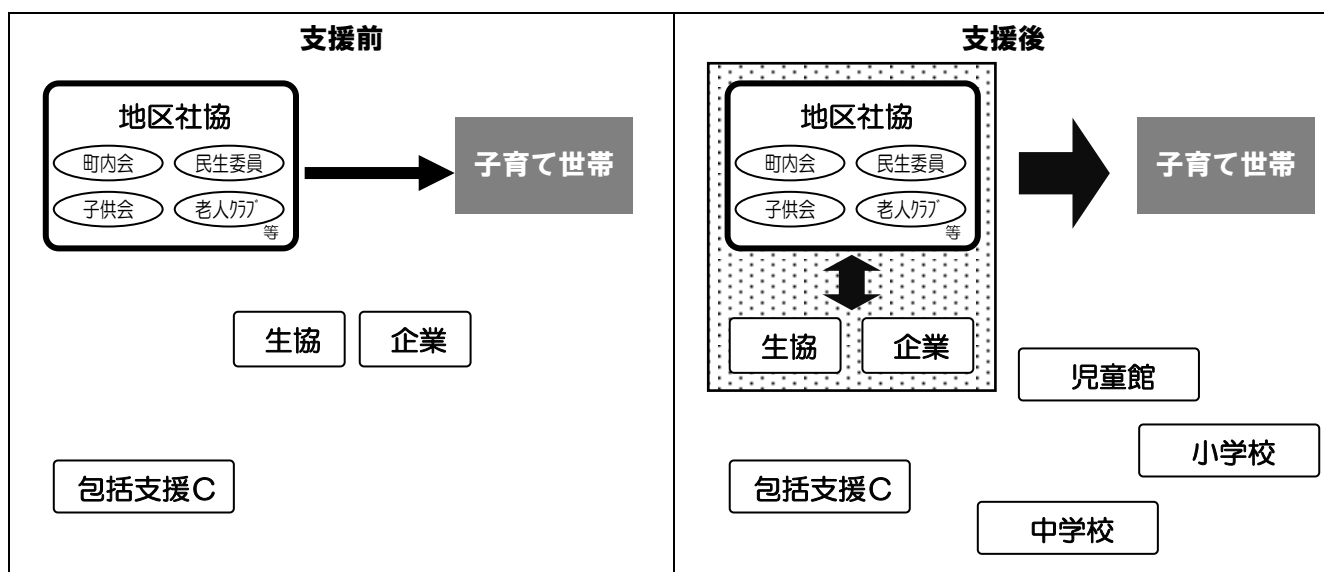 支援前
地区社協
町内会
民生委員
子供会
老人ｸﾗﾌﾞ
等
子育て世帯
生協
企業
包括支援C
支援後
地区社協
町内会
民生委員
子供会
老人ｸﾗﾌﾞ
等
子育て世帯
生協
企業
児童館
小学校
包括支援C
中学校